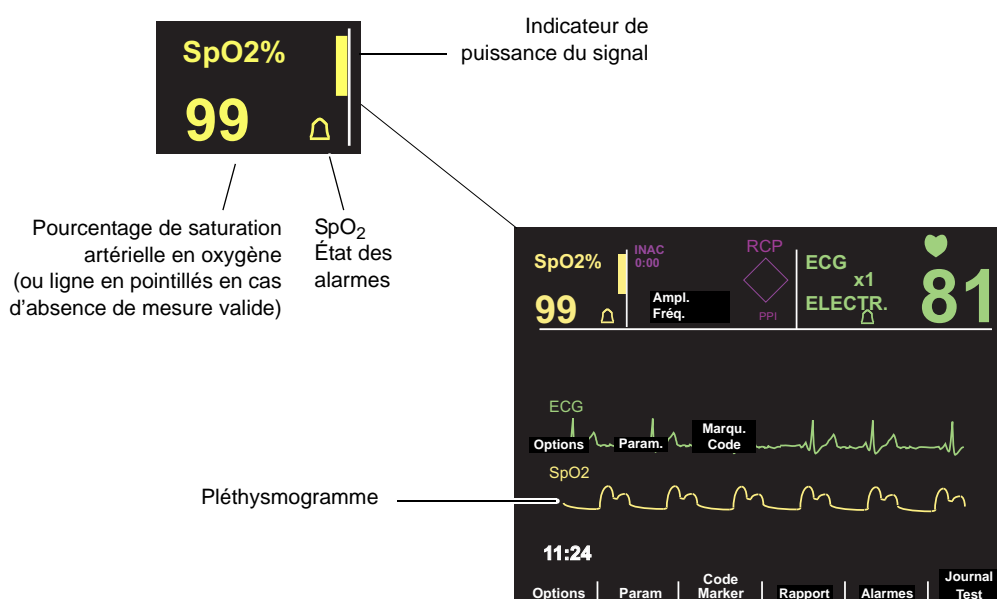 Indicateur de
puissance du signal
SpO2%
99
Pourcentage de saturation
artérielle en oxygène
(ou ligne en pointillés en cas
d'absence de mesure valide)
SpO2
État des
alarmes
SpO2%
99
INAC
0:00
Ampl.
Fréq.
RCP
PPI
ECG
x1
ELECTR.
81
ECG
Options
Param.
Marqu.
Code
SpO2
Pléthysmogramme
11:24
Options
Param
Code
Marker
Rapport
Alarmes
Journal
Test